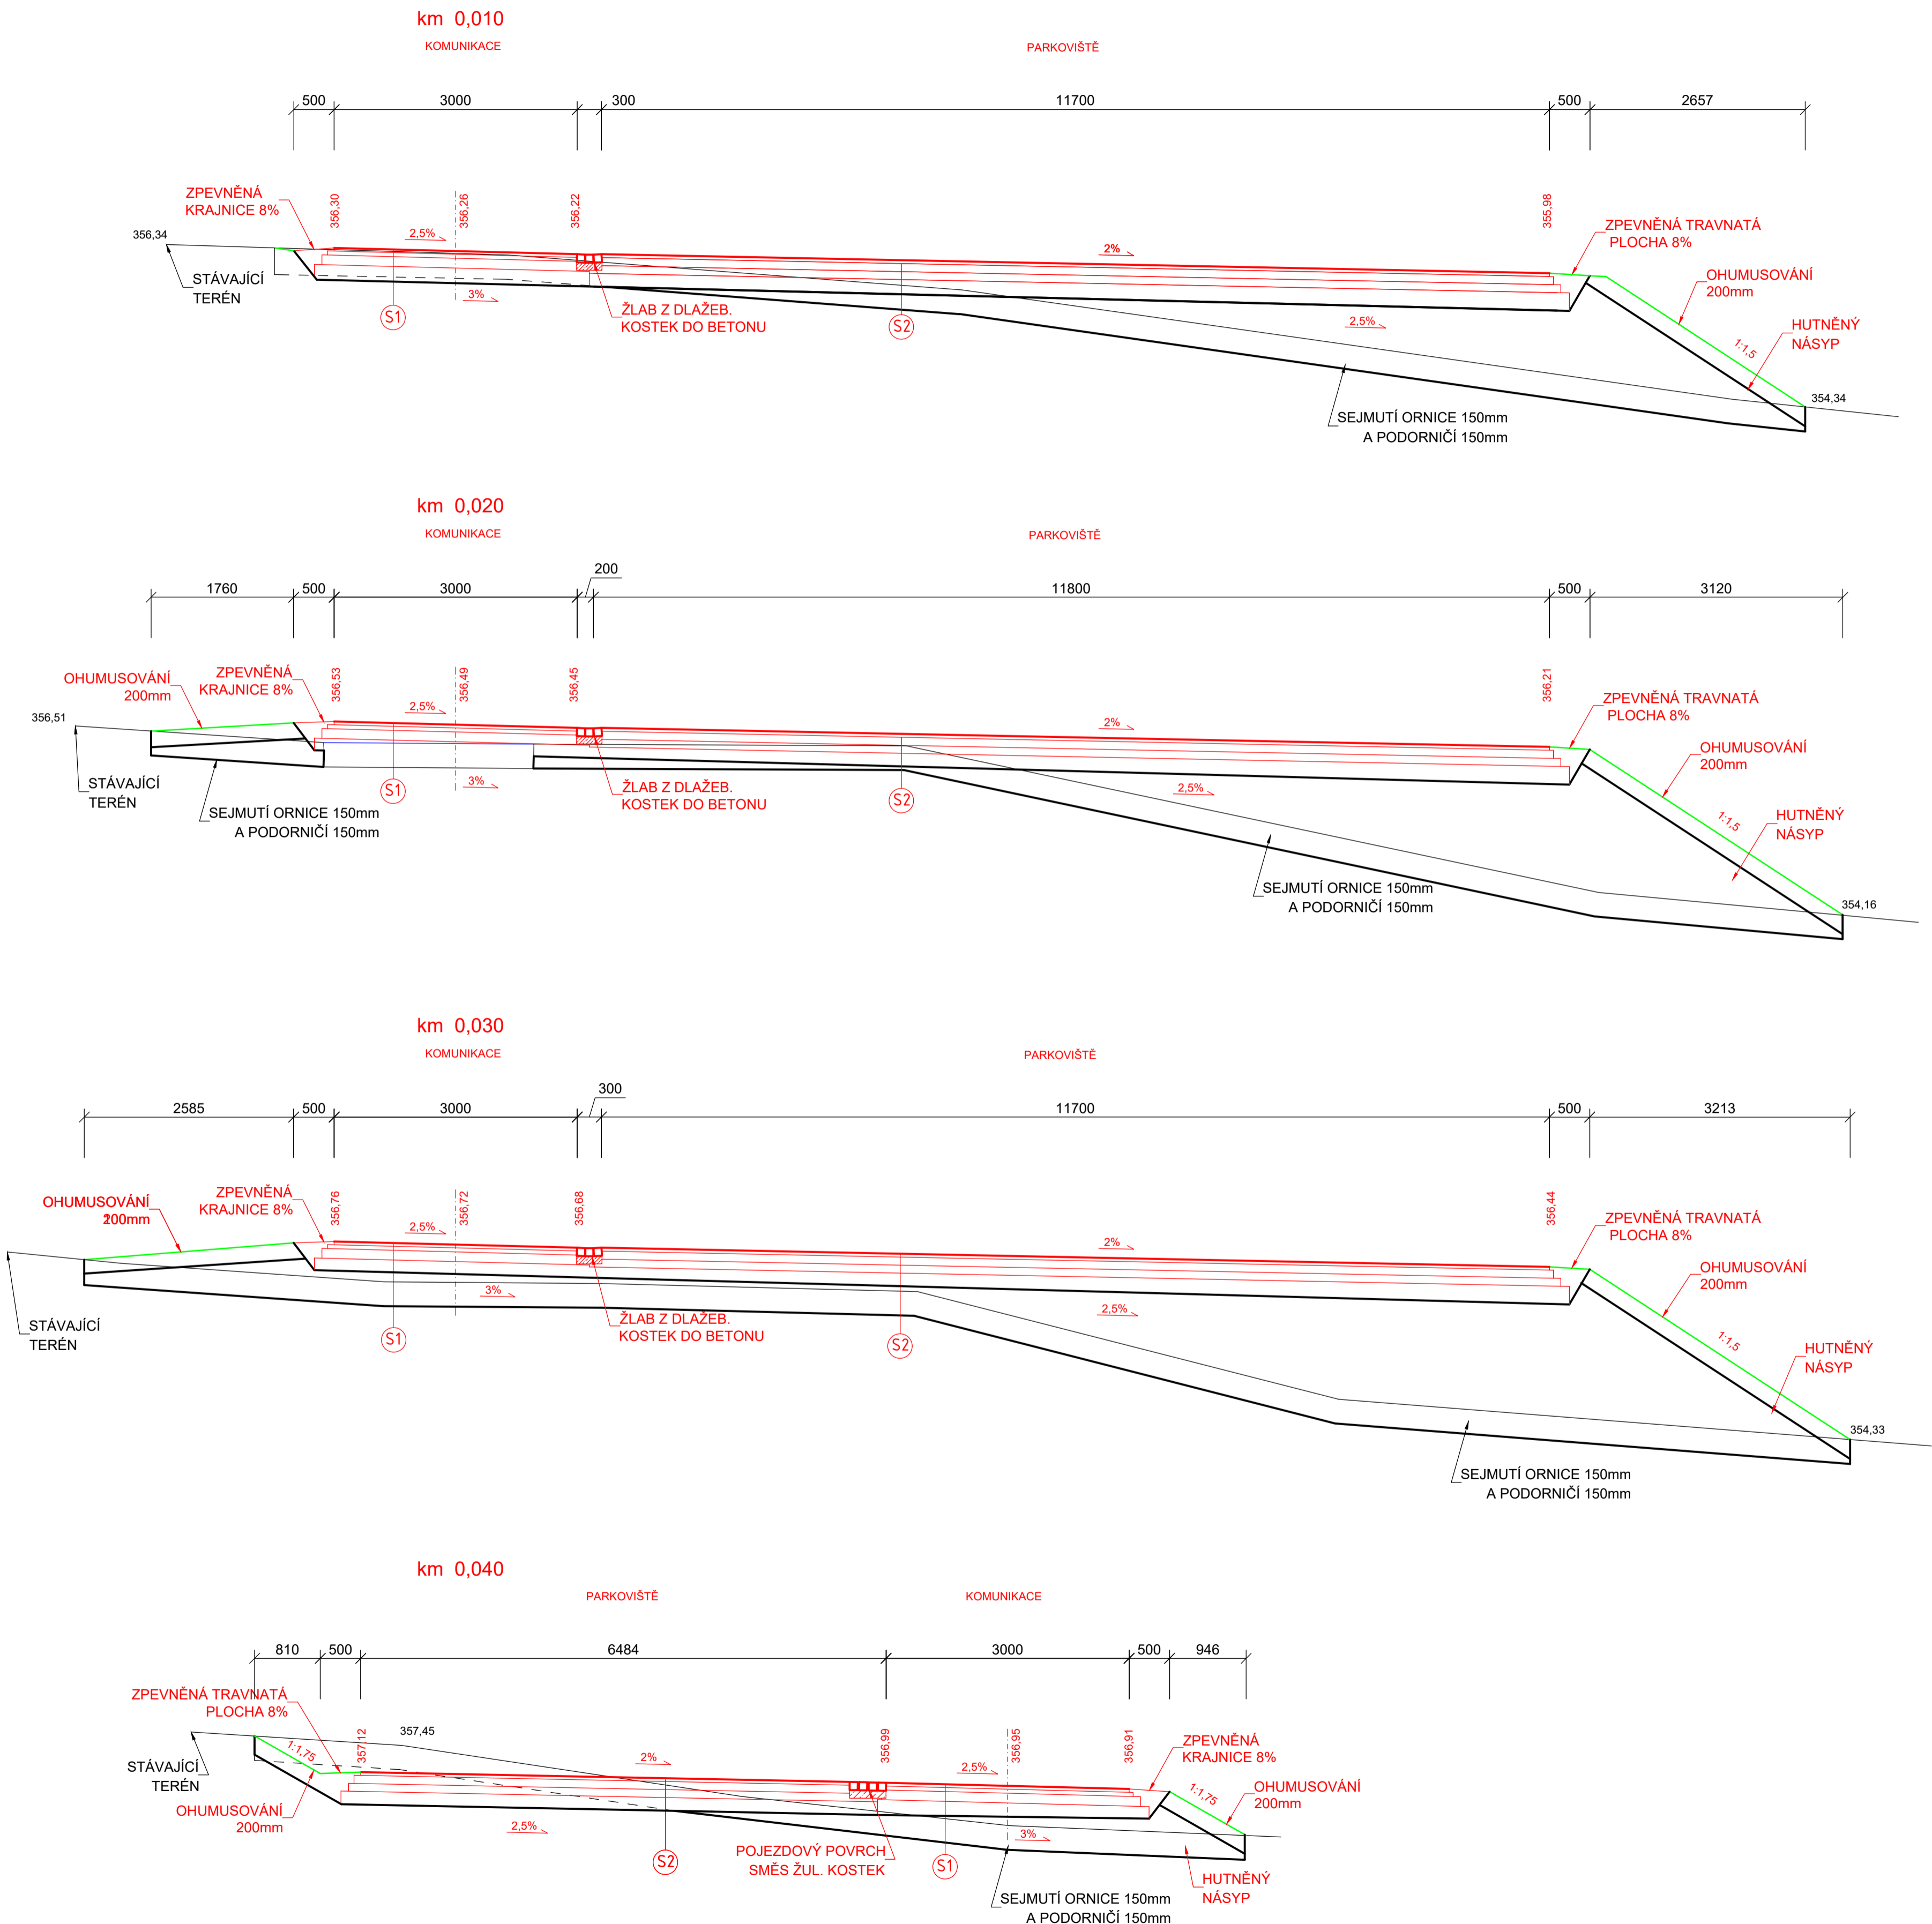 km 0,010
KOMUNIKACE
PARKOVIŠTĚ
500
3000
300
11700
500
2657
ZPEVNĚNÁ
KRAJNICE 8%
356,30
356,26
356,22
355,98
356,34
2,5%
2%
ZPEVNĚNÁ TRAVNATÁ
PLOCHA 8%
STÁVAJÍCÍ
TERÉN
3%
S1
ŽLAB Z DLAŽEB.
KOSTEK DO BETONU
S2
2,5%
OHUMUSOVÁNÍ
200mm
HUTNĚNÝ
NÁSYP
1:1,5
354,34
SEJMUTÍ ORNICE 150mm
A PODORNIČÍ 150mm
km 0,020
KOMUNIKACE
PARKOVIŠTĚ
1760
500
3000
200
11800
500
3120
OHUMUSOVÁNÍ
200mm
ZPEVNĚNÁ
KRAJNICE 8%
356,53
356,49
356,45
356,21
356,51
2,5%
2%
ZPEVNĚNÁ TRAVNATÁ
PLOCHA 8%
STÁVAJÍCÍ
TERÉN
SEJMUTÍ ORNICE 150mm
A PODORNIČÍ 150mm
S1
3%
ŽLAB Z DLAŽEB.
KOSTEK DO BETONU
S2
2,5%
OHUMUSOVÁNÍ
200mm
1:1,5
HUTNĚNÝ
NÁSYP
SEJMUTÍ ORNICE 150mm
A PODORNIČÍ 150mm
354,16
km 0,030
KOMUNIKACE
PARKOVIŠTĚ
2585
500
3000
300
11700
500
3213
OHUMUSOVÁNÍ
ZPEVNĚNÁ
KRAJNICE 8%
356,76
356,72
356,68
356,44
2,5%
2%
ZPEVNĚNÁ TRAVNATÁ
PLOCHA 8%
STÁVAJÍCÍ
TERÉN
3%
S1
ŽLAB Z DLAŽEB.
KOSTEK DO BETONU
S2
2,5%
OHUMUSOVÁNÍ
200mm
1:1,5
HUTNĚNÝ
NÁSYP
354,33
SEJMUTÍ ORNICE 150mm
A PODORNIČÍ 150mm
km 0,040
PARKOVIŠTĚ
KOMUNIKACE
810
500
6484
3000
500
946
ZPEVNĚNÁ TRAVNATÁ
PLOCHA 8%
357,12
357,45
356,99
356,95
356,91
STÁVAJÍCÍ
TERÉN
1:1,75
2%
2,5%
ZPEVNĚNÁ
KRAJNICE 8%
OHUMUSOVÁNÍ
200mm
1:1,75
OHUMUSOVÁNÍ
200mm
2,5%
S2
POJEZDOVÝ POVRCH
SMĚS ŽUL. KOSTEK
S1
3%
HUTNĚNÝ
NÁSYP
SEJMUTÍ ORNICE 150mm
A PODORNIČÍ 150mm